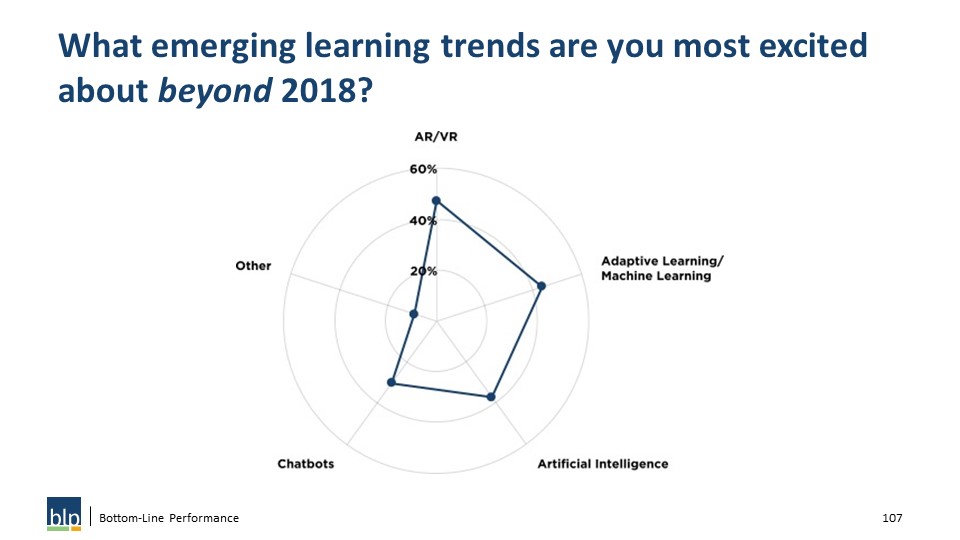 What emerging learning trends are you most excited
about beyond 2018?
AR/VR
60%
40%
20%
Adaptive Learning/
Machine Learning
Other
Chatbots
Artificial Intelligence
blp
Bottom-Line Performance
107